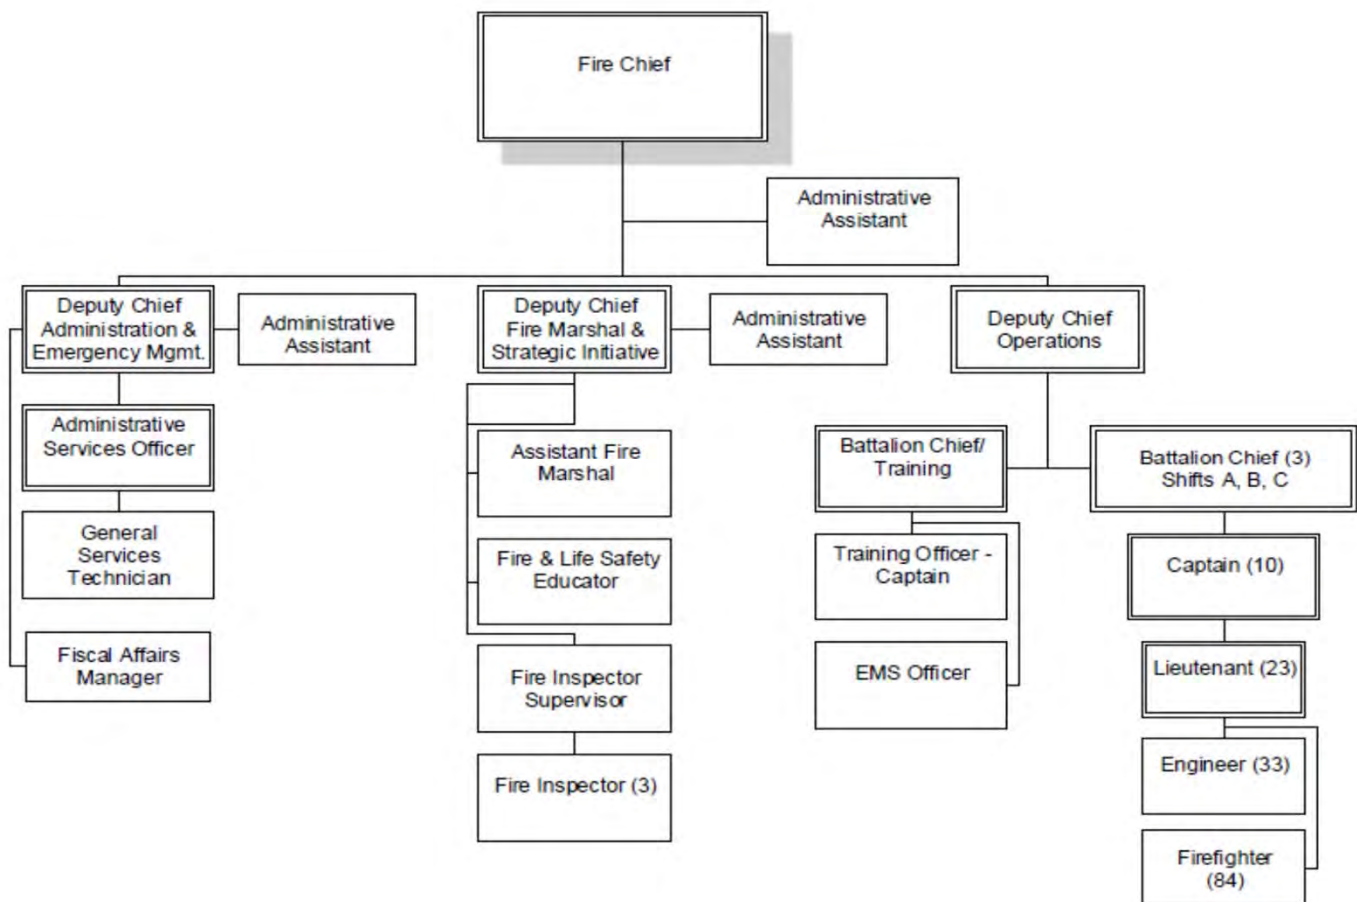 Fire Chief
Administrative
Assistant
Deputy Chief
Administration &
Emergency Mgmt.
Administrative
Assistant
Deputy Chief
Fire Marshal &
Strategic Initiative
Administrative
Assistant
Deputy Chief
Operations
Administrative
Services Officer
General
Services
Technician
Fiscal Affairs
Manager
Assistant Fire
Marshal
Fire & Life Safety
Educator
Fire Inspector
Supervisor
Fire Inspector (3)
Battalion Chief/
Training
Training Officer -
Captain
EMS Officer
Battalion Chief (3)
Shifts A, B, C
Captain (10)
Lieutenant (23)
Engineer (33)
Firefighter
(84)